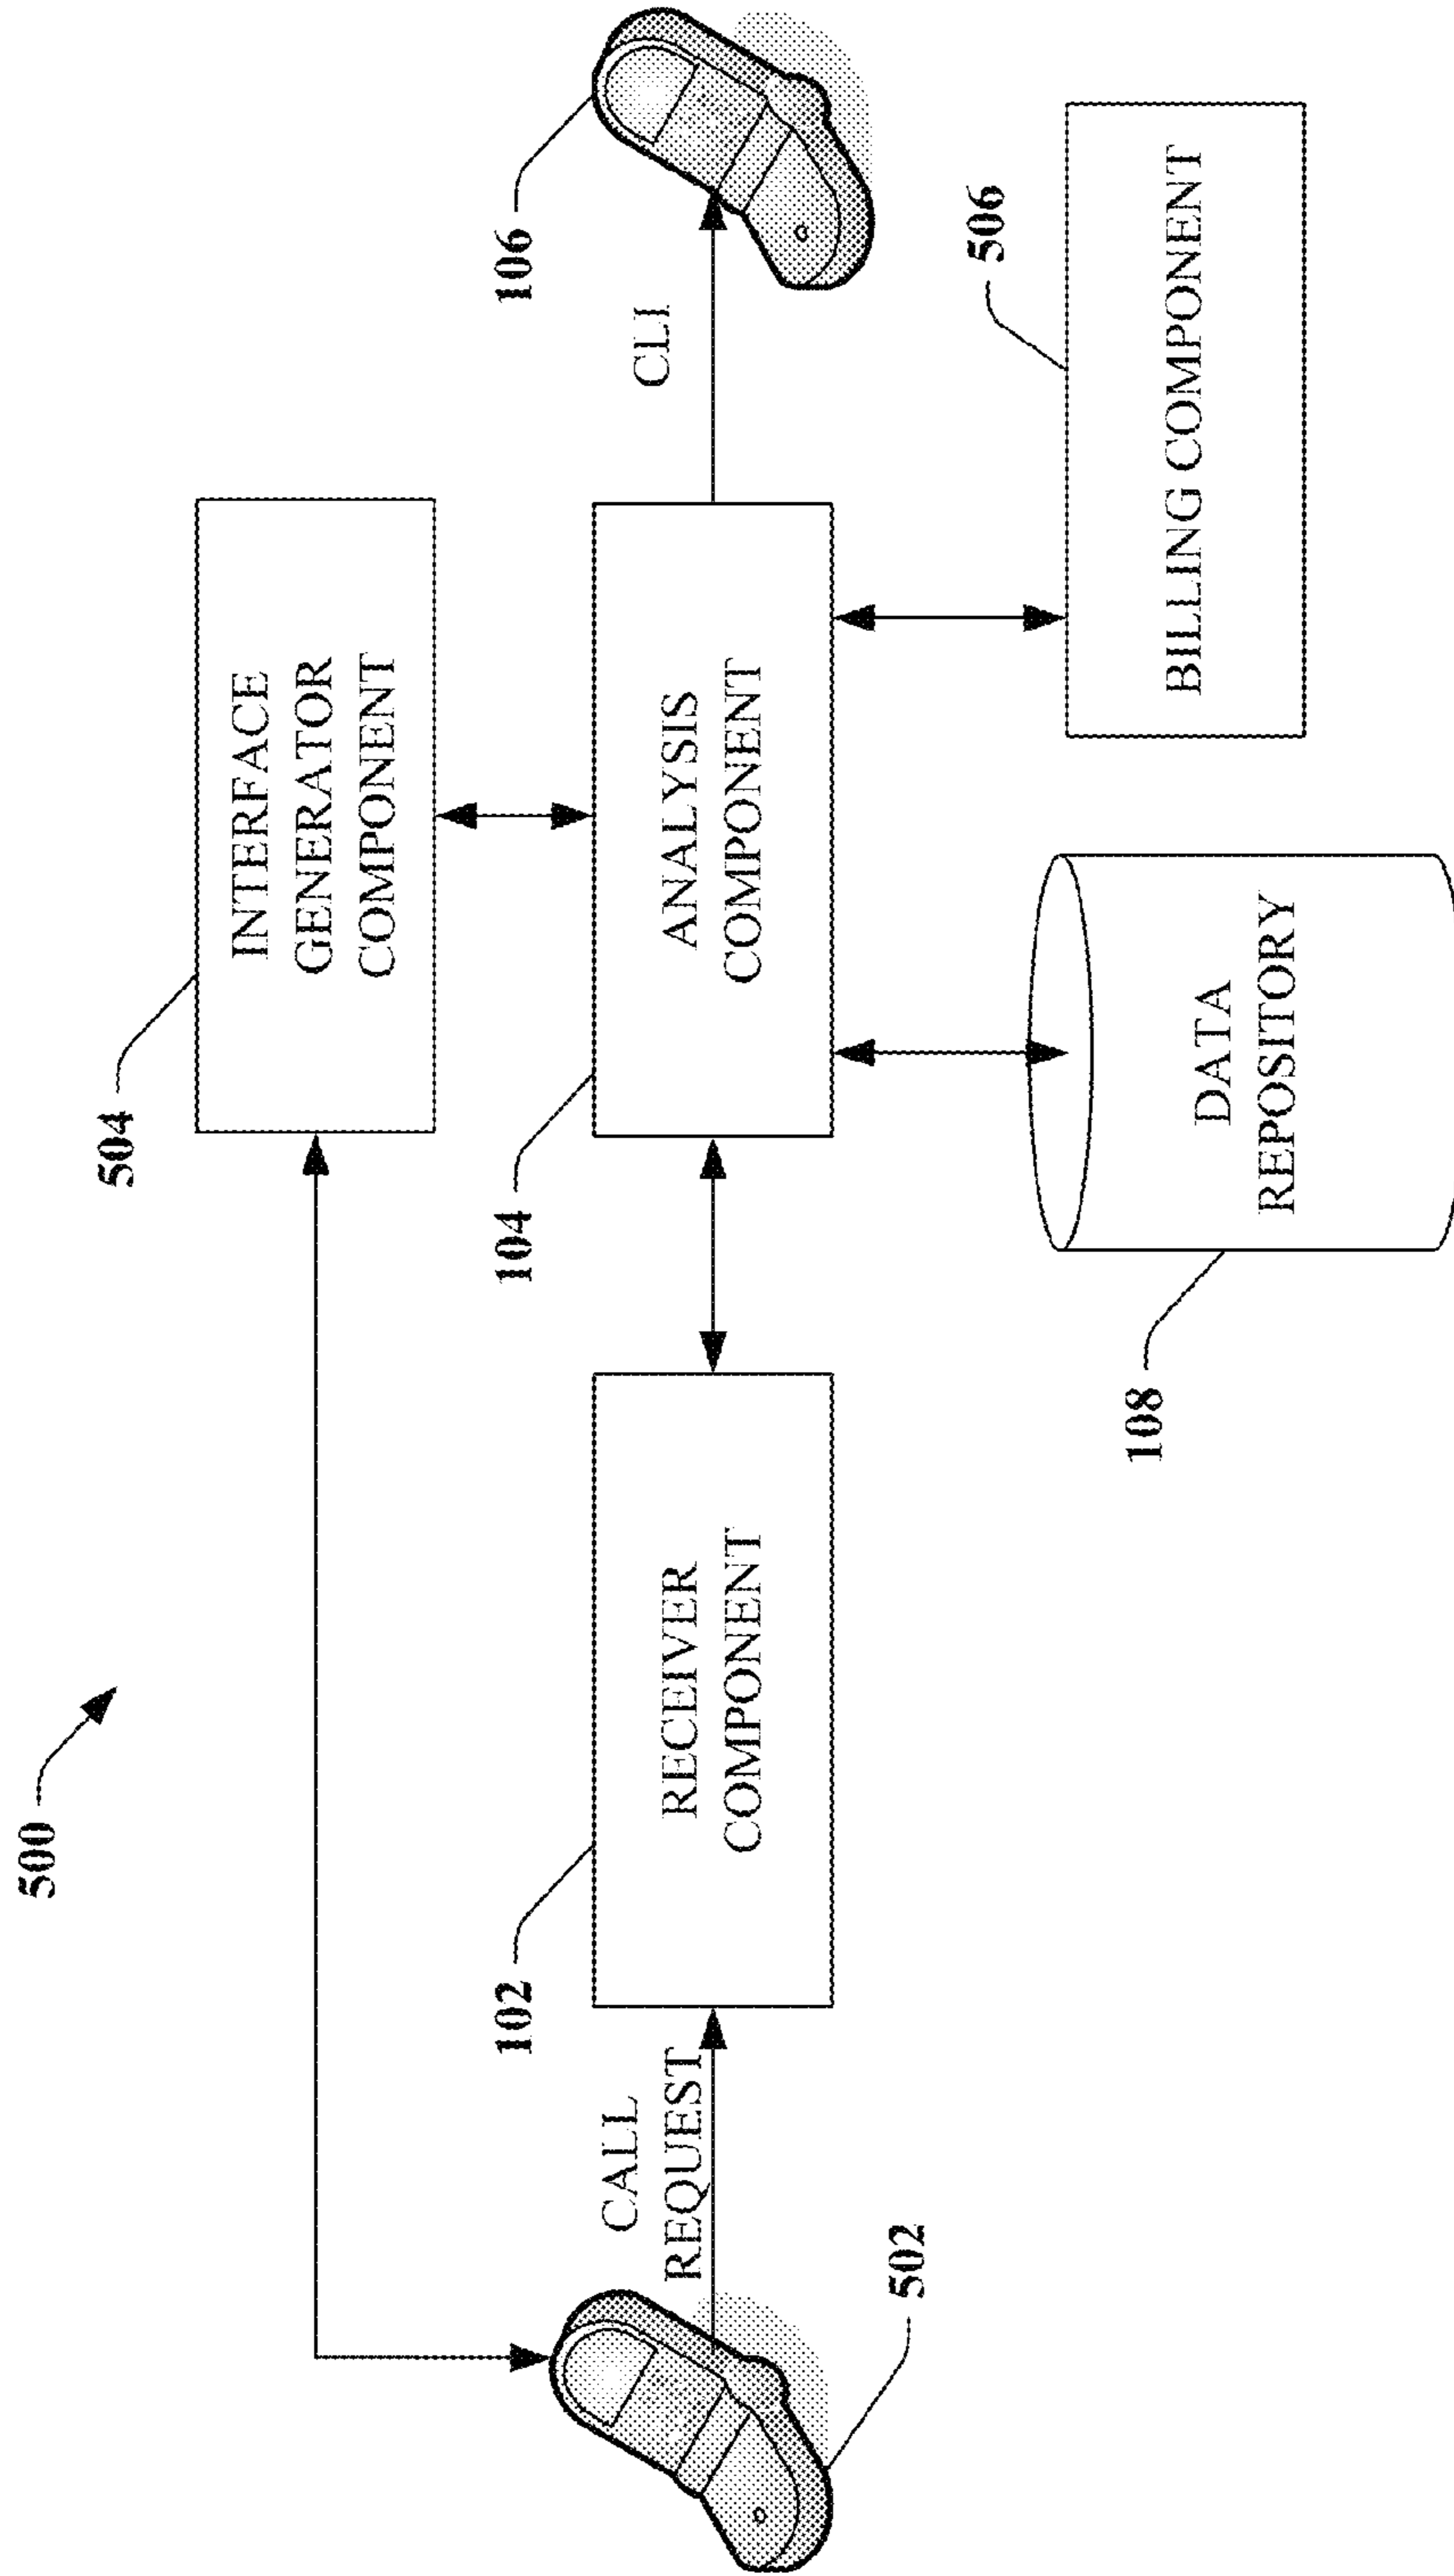 500
504
INTERFACE
GENERATOR
COMPONENT
CALL
REQUEST
502
102
RECEIVER
COMPONENT
104
ANALYSIS
COMPONENT
CLI
106
108
DATA
REPOSITORY
506
BILLING COMPONENT